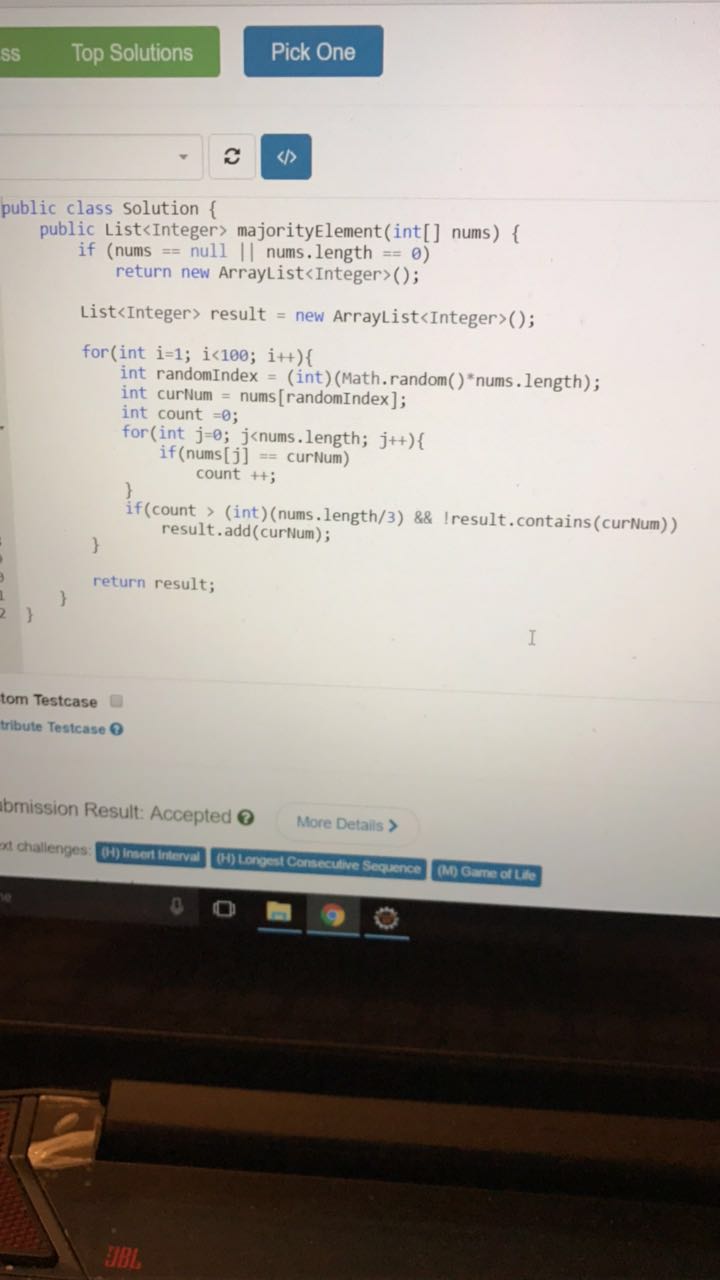 ss Top Solutions Pick One
</>
public class Solution {
public List<Integer> majorityElement(int[] nums) {
if (nums == null || nums.length == 0)
return new ArrayList<Integer>();
List<Integer> result = new ArrayList<Integer>();
for(int i=1; i<100; i++){
int randomIndex = (int)(Math.random()*nums.length);
int curNum = nums[randomIndex];
int count =0;
for(int j=0; j<nums.length; j++){
if(nums[j] == curNum)
count ++;
}
if(count > (int)(nums.length/3) && !result.contains(curNum))
result.add(curNum);
}
return result;
1 }
2 }
tom Testcase
tribute Testcase ?
bmission Result: Accepted ? More Details >
xt challenges: (H) Insert Interval (H) Longest Consecutive Sequence (M) Game of Life
JBL